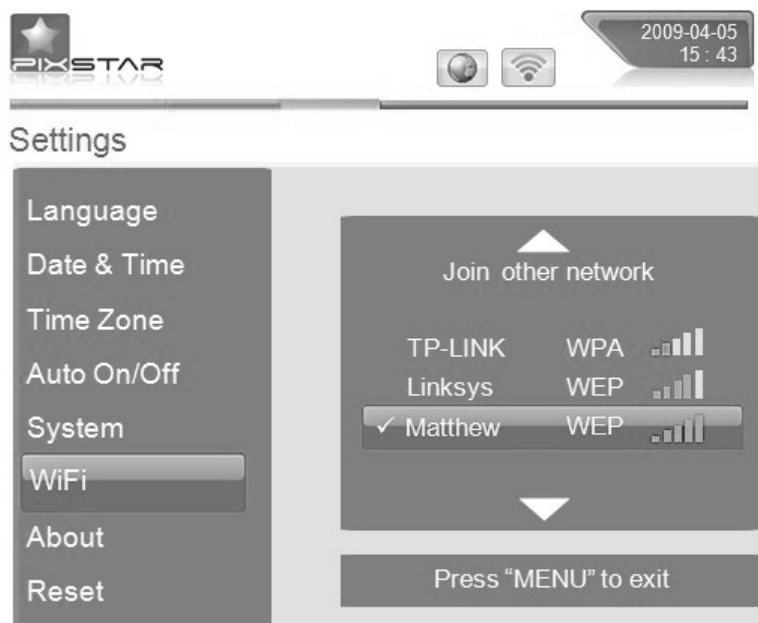 PIXSTAR
2009-04-05
15 : 43
Settings
Language
Date & Time
Time Zone
Auto On/Off
System
WiFi
About
Reset
Join other network
TP-LINK WPA
Linksys WEP
✓ Matthew WEP
Press “MENU” to exit